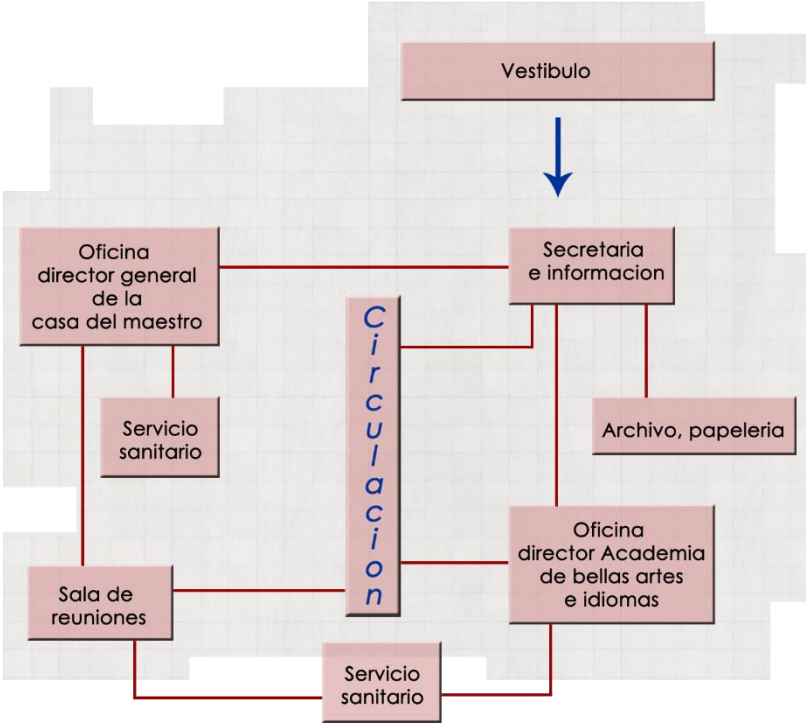 Vestibulo
Oficina
director general
de la
casa del maestro
Secretaria
e informacion
Circulacion
Servicio
sanitario
Archivo, papeleria
Oficina
director Academia
de bellas artes
e idiomas
Sala de
reuniones
Servicio
sanitario